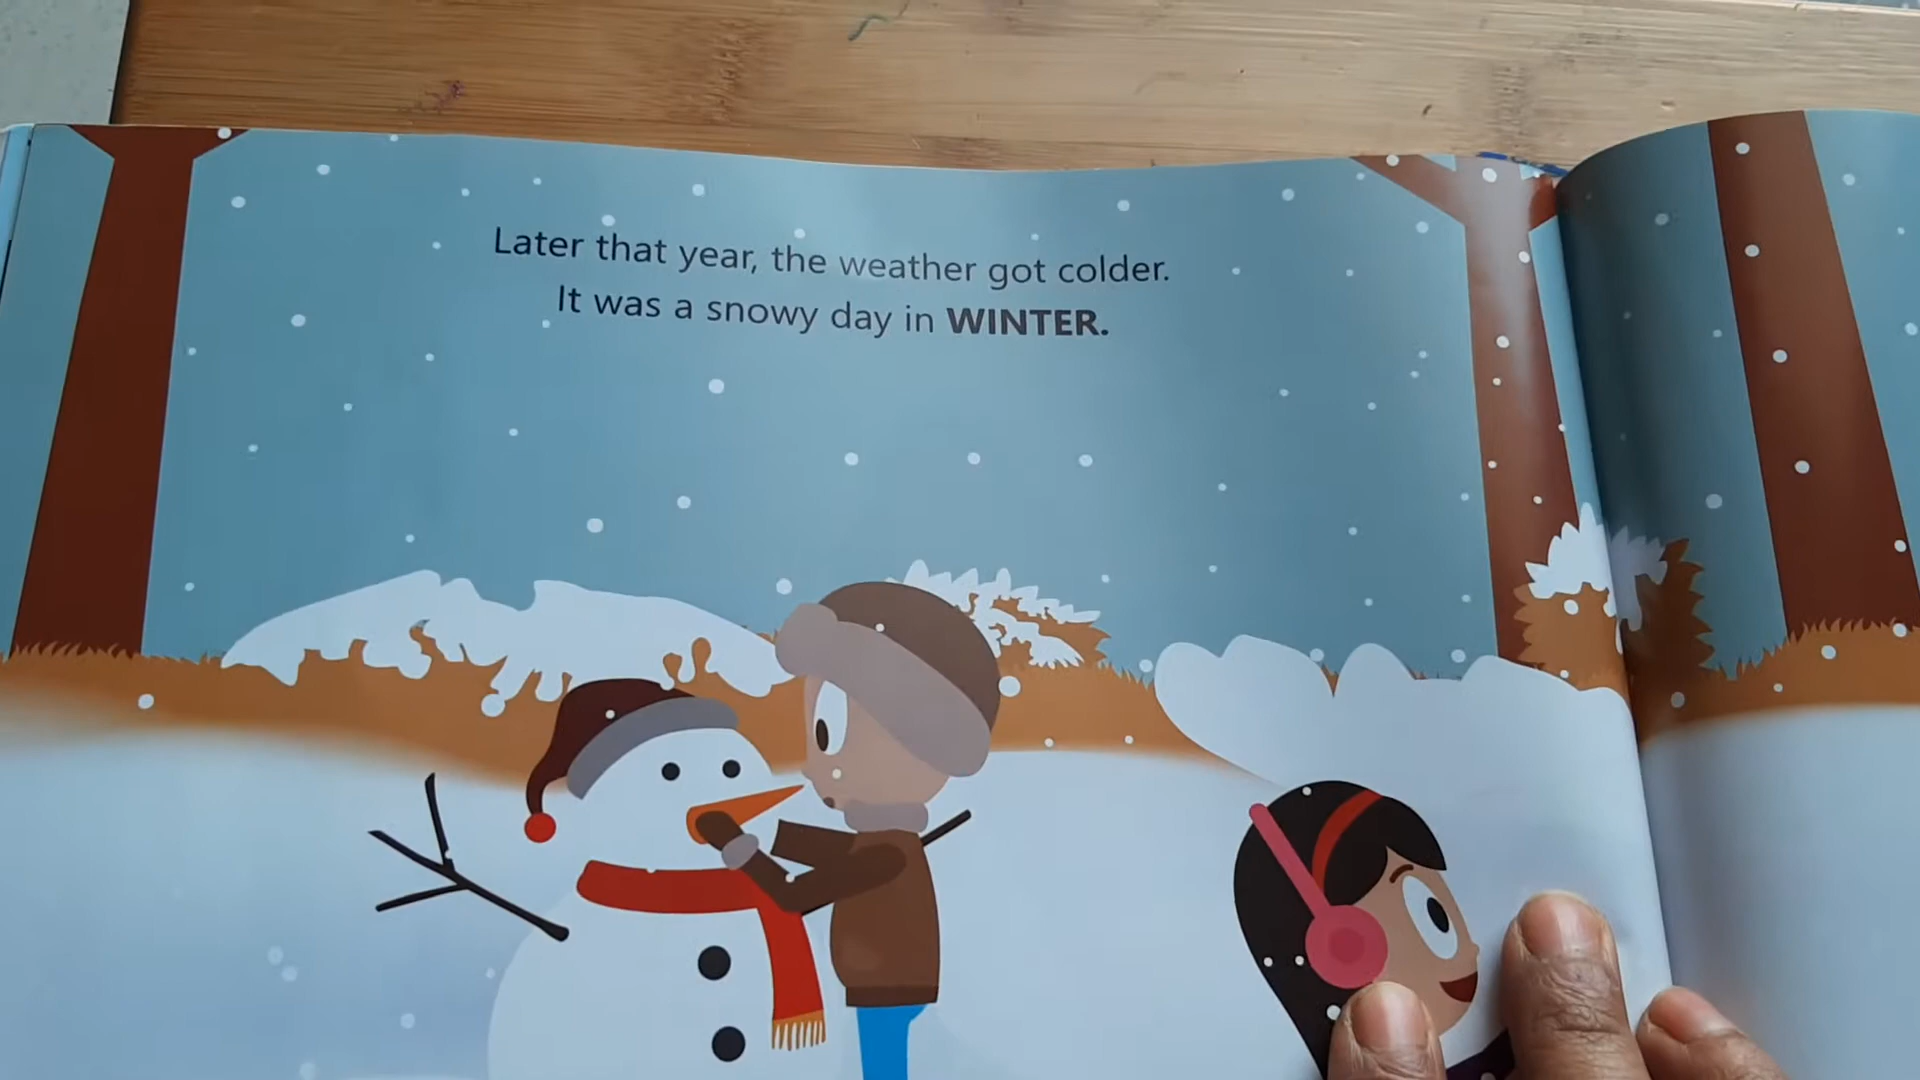 Later that year, the weather got colder.
It was a snowy day in WINTER.